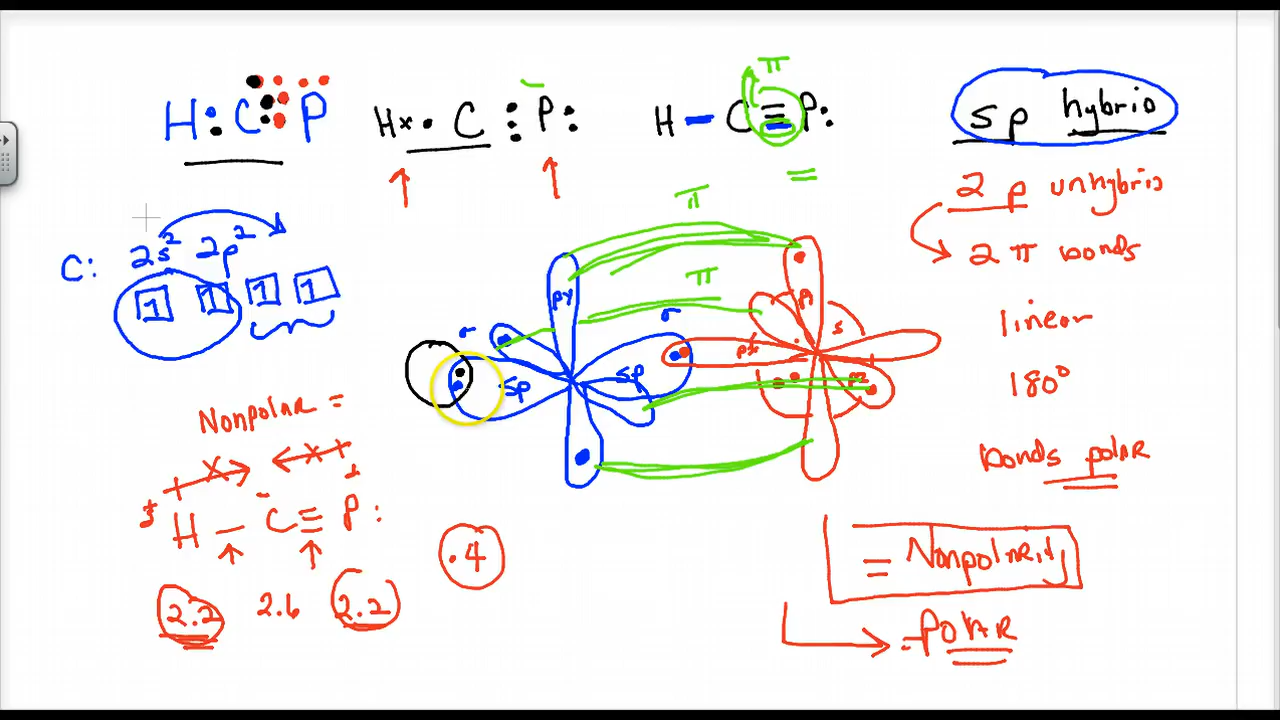 H : C P
H× · C ⋮⋮ P :
H – C ≡ P :
π
=
sp hybrid
2 p unhybrid
2 π bonds
linear
180°
bonds polar
= Nonpolarity
= Polar
C: 2s² 2p²
1 1 1 1
π
π
py
σ
sp
sp
σ
s
px
pz
Nonpolar =
+ - +
H – C ≡ P :
2.2 2.6 2.2
.4